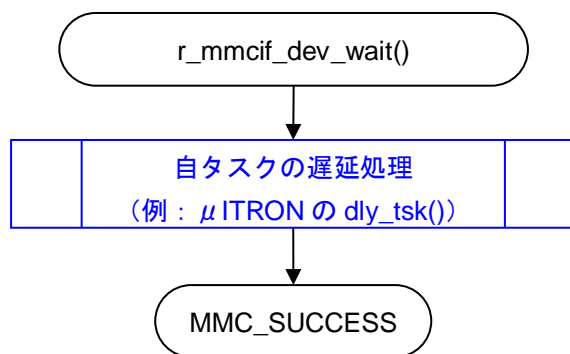 r_mmcif_dev_wait()
自タスクの遅延処理
（例：μITRON の dly_tsk()）
MMC_SUCCESS